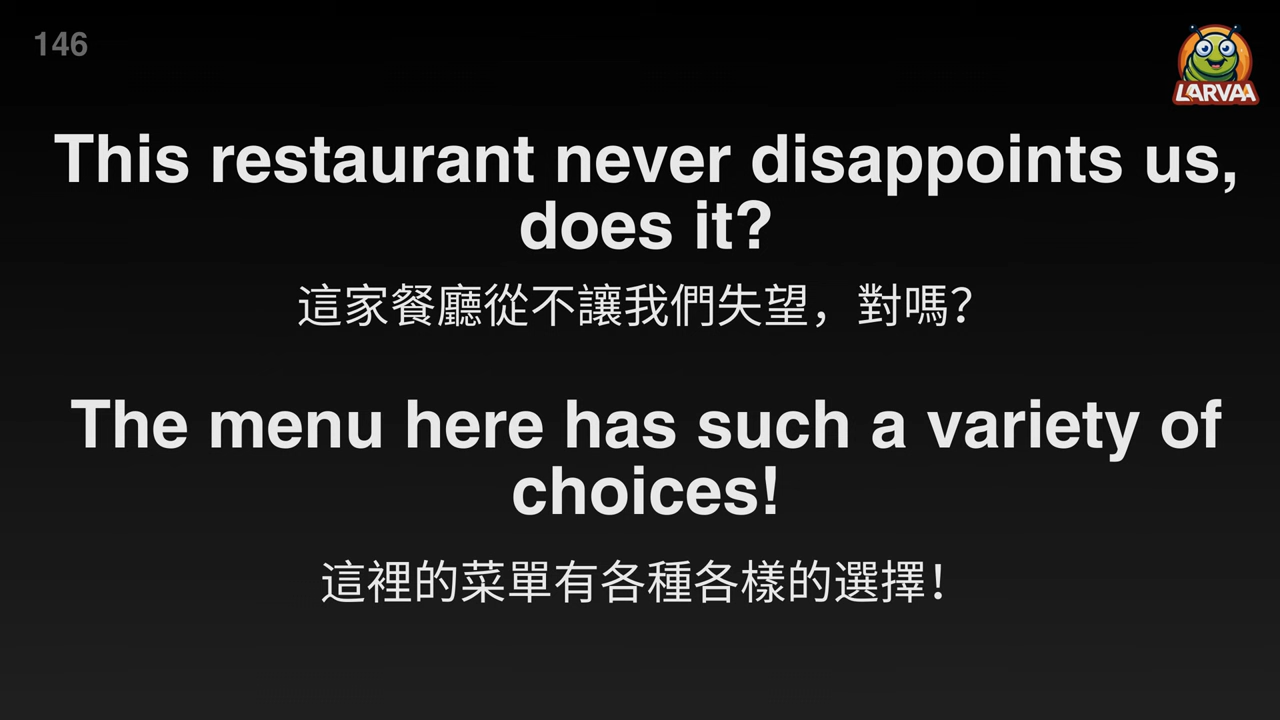 146
LARVAA
This restaurant never disappoints us,
does it?
這家餐廳從不讓我們失望，對嗎？
The menu here has such a variety of
choices!
這裡的菜單有各種各樣的選擇！